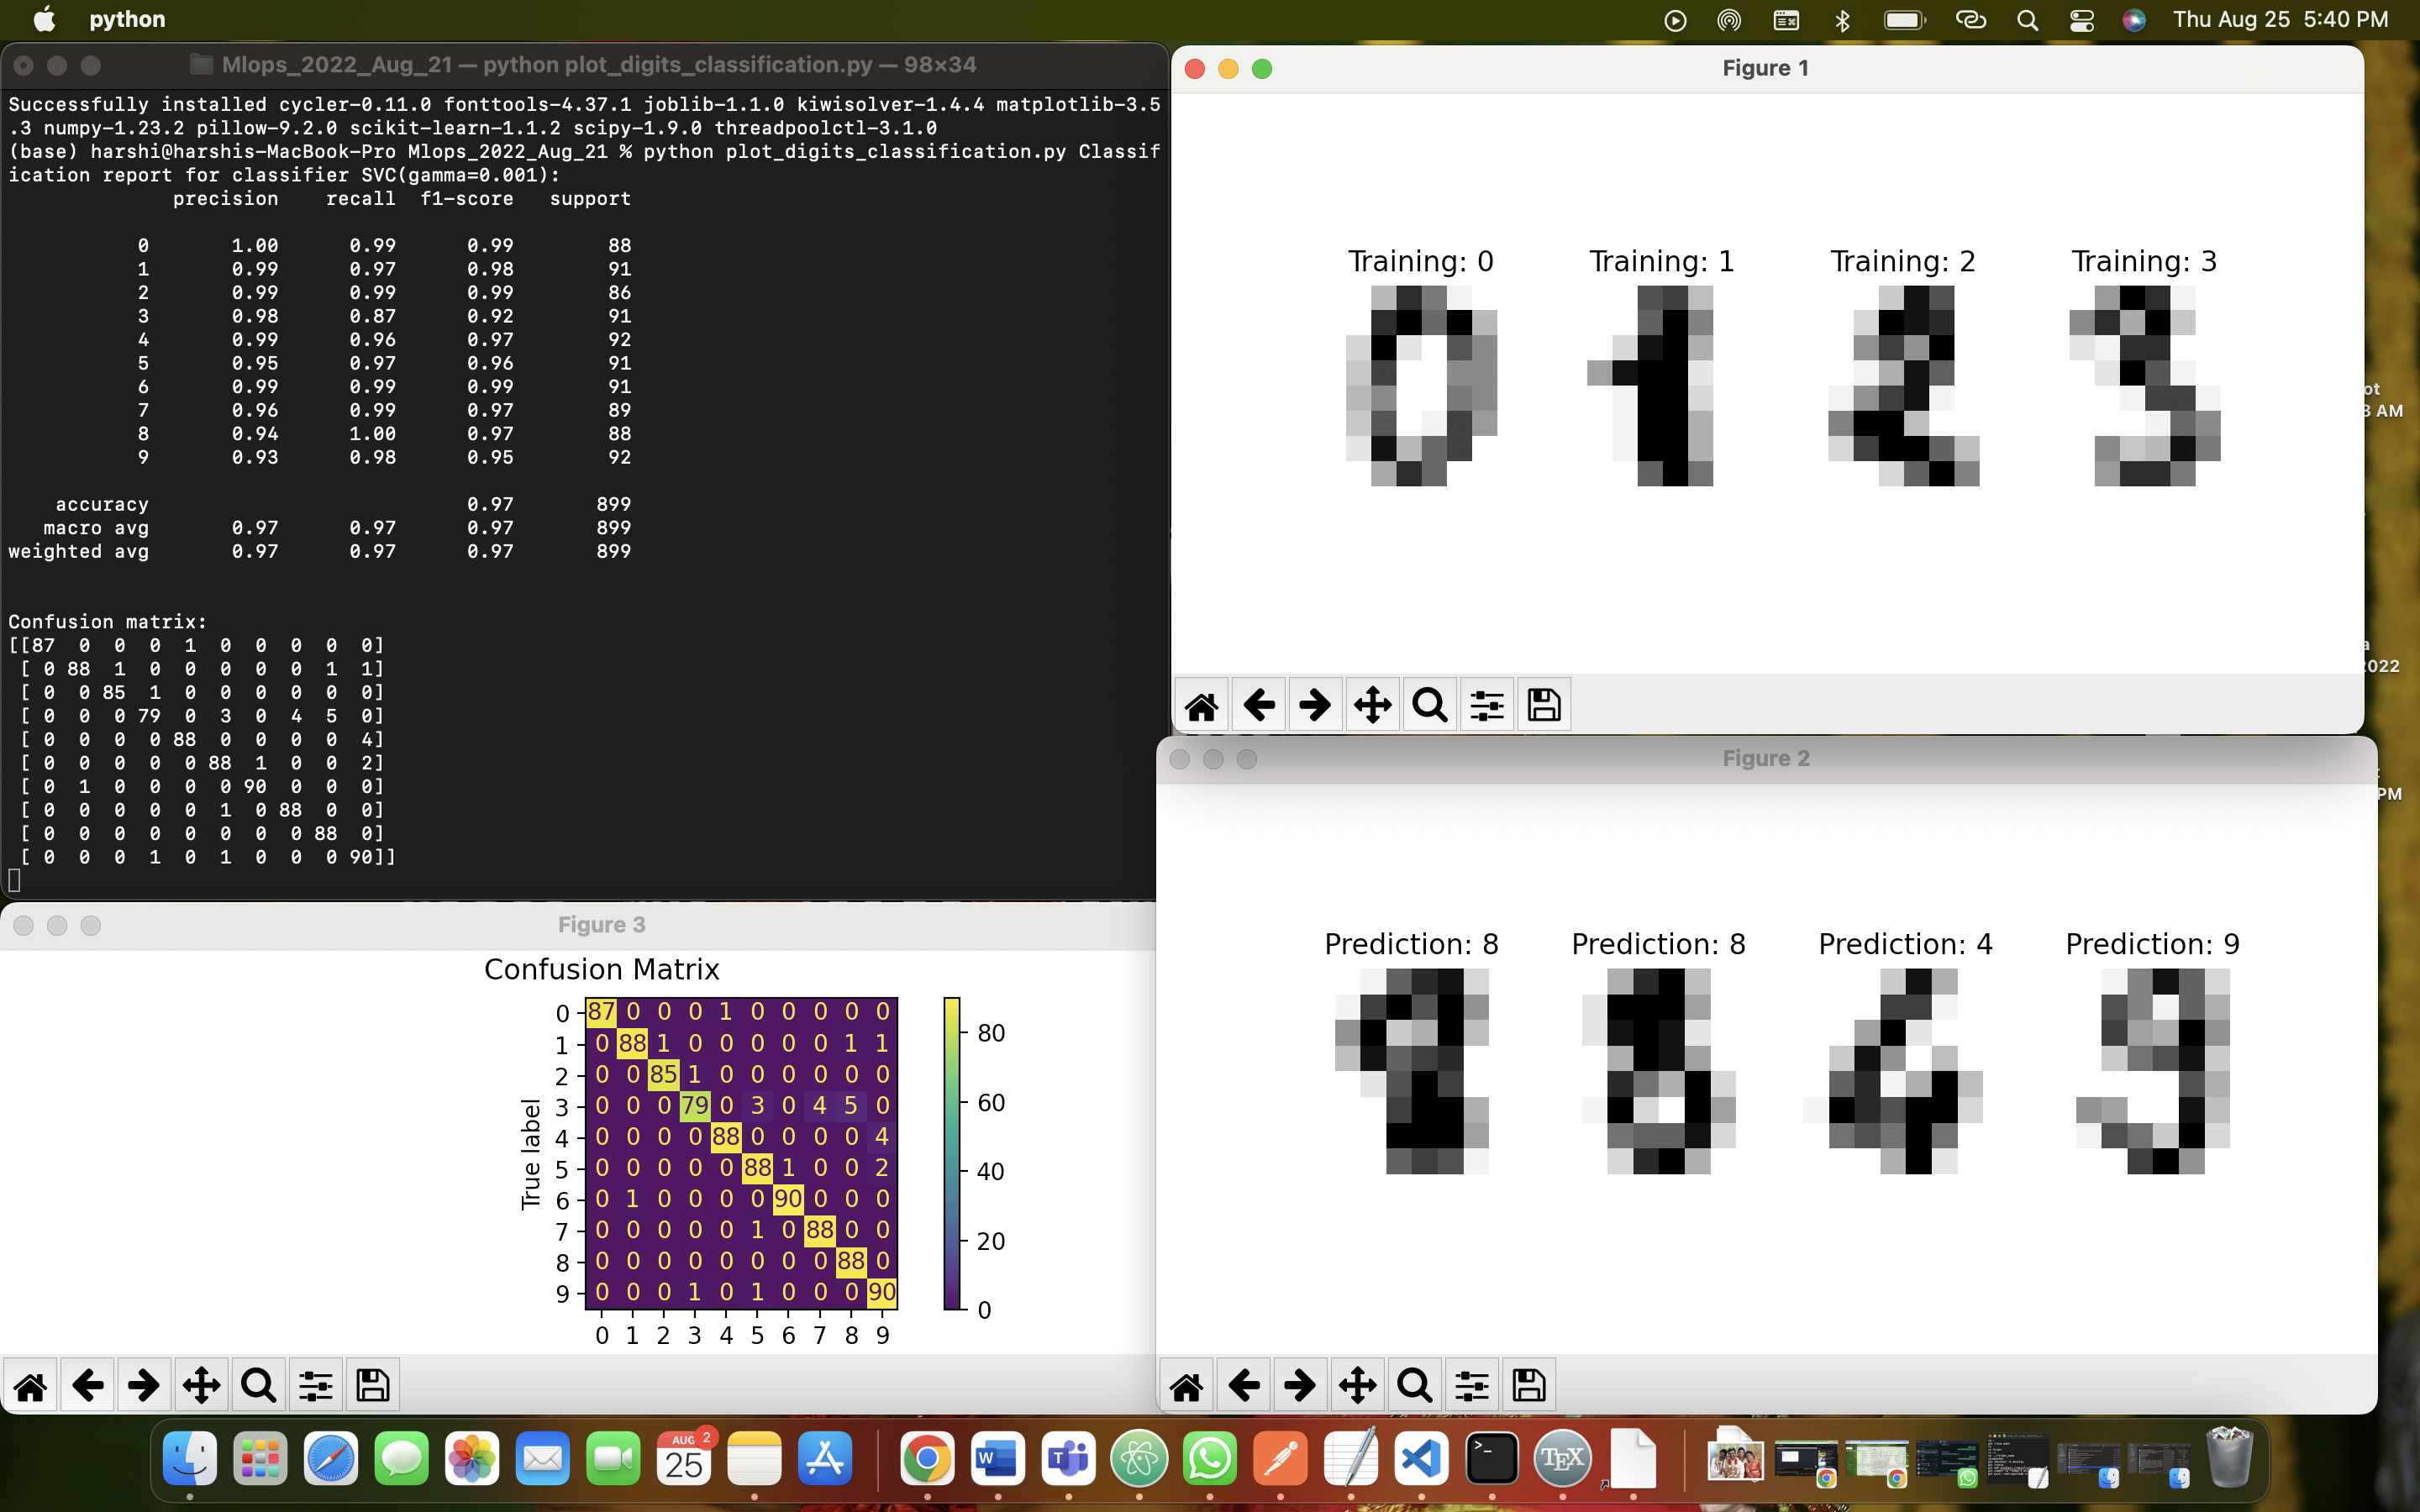 python
Thu Aug 25 5:40 PM
Mlops_2022_Aug_21 — python plot_digits_classification.py — 98×34
Successfully installed cycler-0.11.0 fonttools-4.37.1 joblib-1.1.0 kiwisolver-1.4.4 matplotlib-3.5
.3 numpy-1.23.2 pillow-9.2.0 scikit-learn-1.1.2 scipy-1.9.0 threadpoolctl-3.1.0
(base) harshi@harshis-MacBook-Pro Mlops_2022_Aug_21 % python plot_digits_classification.py Classif
ication report for classifier SVC(gamma=0.001):
precision recall f1-score support
0 1.00 0.99 0.99 88
1 0.99 0.97 0.98 91
2 0.99 0.99 0.99 86
3 0.98 0.87 0.92 91
4 0.99 0.96 0.97 92
5 0.95 0.97 0.96 91
6 0.99 0.99 0.99 91
7 0.96 0.99 0.97 89
8 0.94 1.00 0.97 88
9 0.93 0.98 0.95 92
accuracy 0.97 899
macro avg 0.97 0.97 0.97 899
weighted avg 0.97 0.97 0.97 899
Confusion matrix:
[[87 0 0 0 1 0 0 0 0 0]
[ 0 88 1 0 0 0 0 0 1 1]
[ 0 0 85 1 0 0 0 0 0 0]
[ 0 0 0 79 0 3 0 4 5 0]
[ 0 0 0 0 88 0 0 0 0 4]
[ 0 0 0 0 0 88 1 0 0 2]
[ 0 1 0 0 0 0 90 0 0 0]
[ 0 0 0 0 0 1 0 88 0 0]
[ 0 0 0 0 0 0 0 0 88 0]
[ 0 0 0 1 0 1 0 0 0 90]]
Figure 1
Training: 0 Training: 1 Training: 2 Training: 3
ot
3 AM
a
2022
PM
Figure 2
Prediction: 8 Prediction: 8 Prediction: 4 Prediction: 9
Figure 3
Confusion Matrix
True label
0 87 0 0 0 1 0 0 0 0 0
1 0 88 1 0 0 0 0 0 1 1
2 0 0 85 1 0 0 0 0 0 0
3 0 0 0 79 0 3 0 4 5 0
4 0 0 0 0 88 0 0 0 0 4
5 0 0 0 0 0 88 1 0 0 2
6 0 1 0 0 0 0 90 0 0 0
7 0 0 0 0 0 1 0 88 0 0
8 0 0 0 0 0 0 0 0 88 0
9 0 0 0 1 0 1 0 0 0 90
0 1 2 3 4 5 6 7 8 9
80
60
40
20
0
AUG 2
25
W
T
>_
TEX